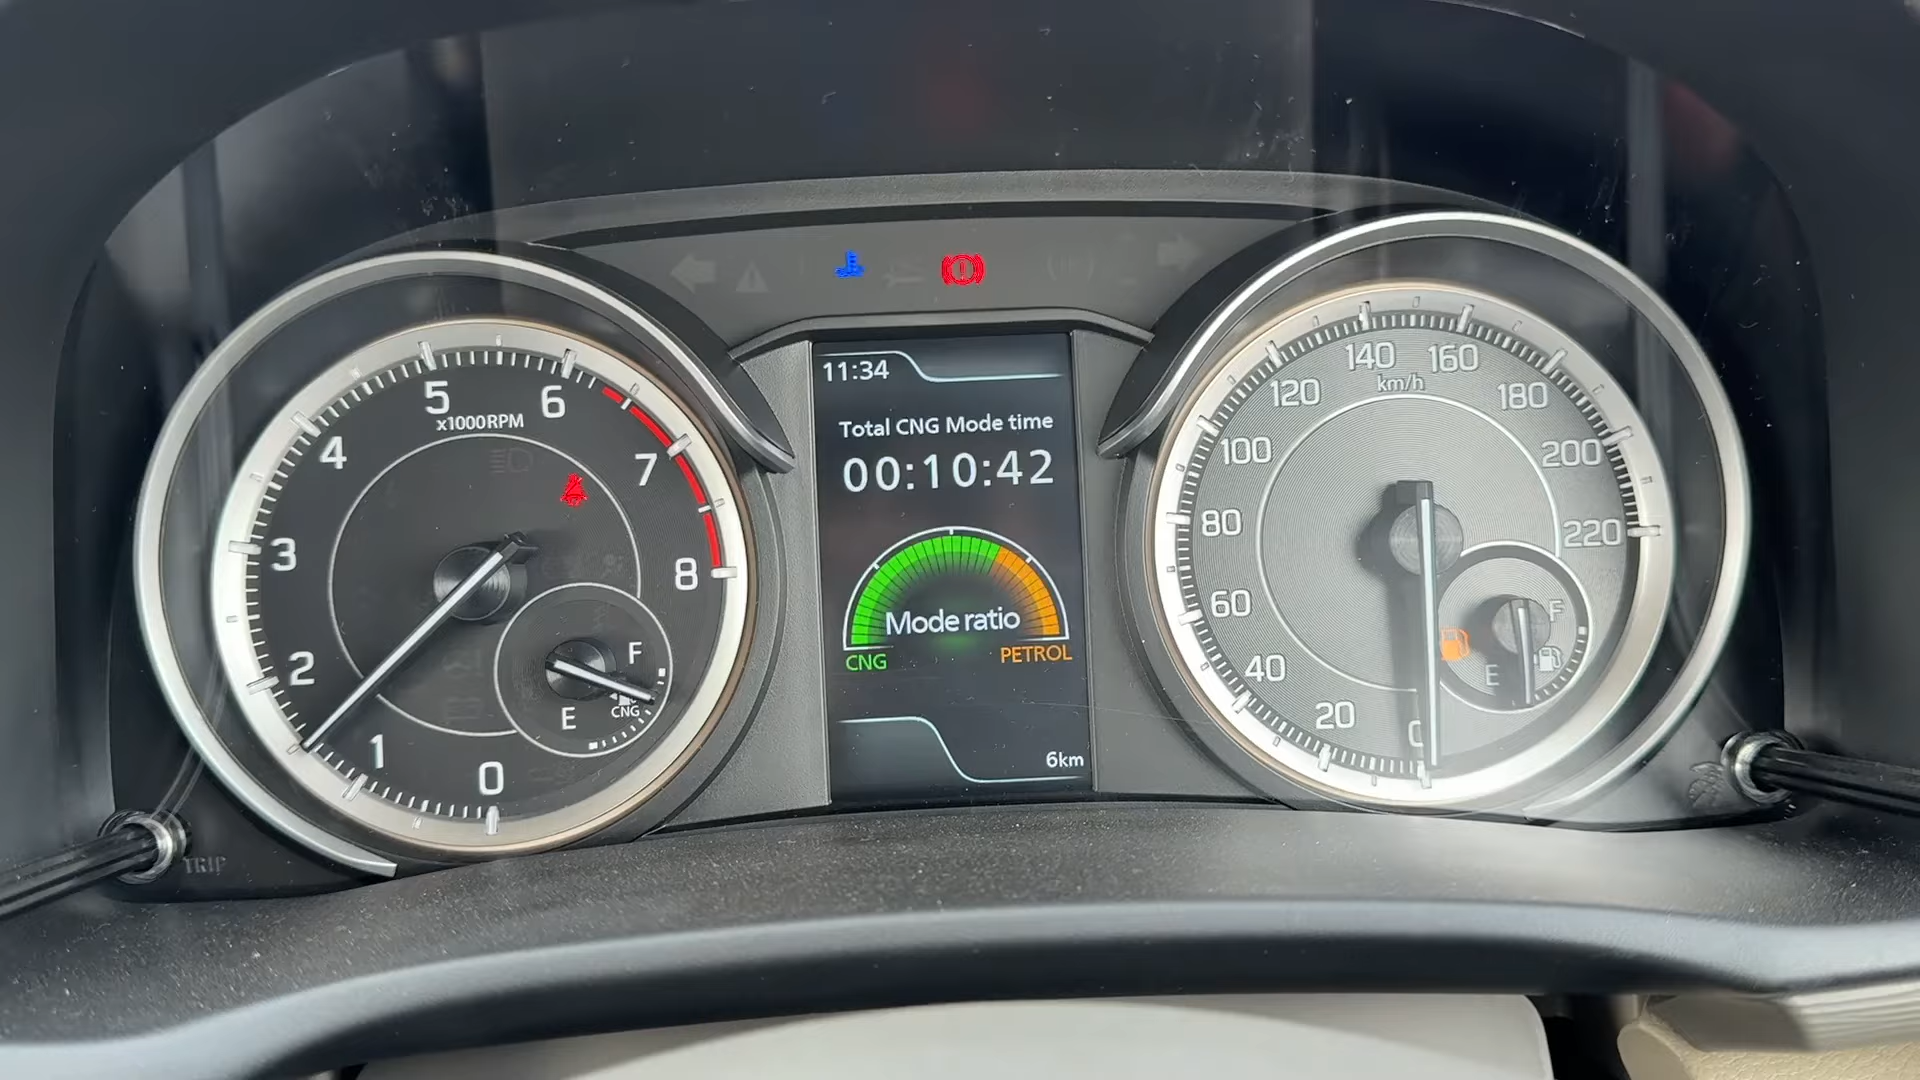 0
1
2
3
4
5
6
7
8
x1000RPM
F
E
CNG
TRIP
11:34
Total CNG Mode time
00:10:42
Mode ratio
CNG PETROL
6km
0
20
40
60
80
100
120
140
160
180
200
220
km/h
F
E